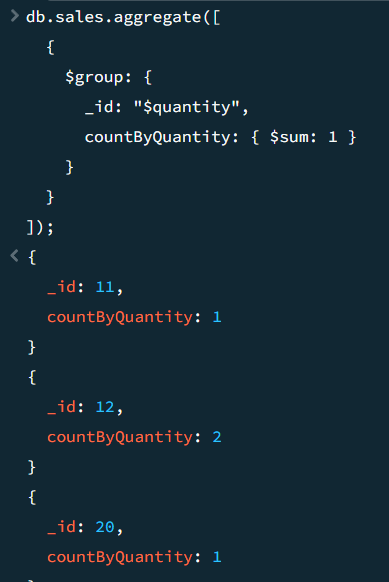 > db.sales.aggregate([
{
$group: {
_id: "$quantity",
countByQuantity: { $sum: 1 }
}
}
]);
< {
_id: 11,
countByQuantity: 1
}
{
_id: 12,
countByQuantity: 2
}
{
_id: 20,
countByQuantity: 1